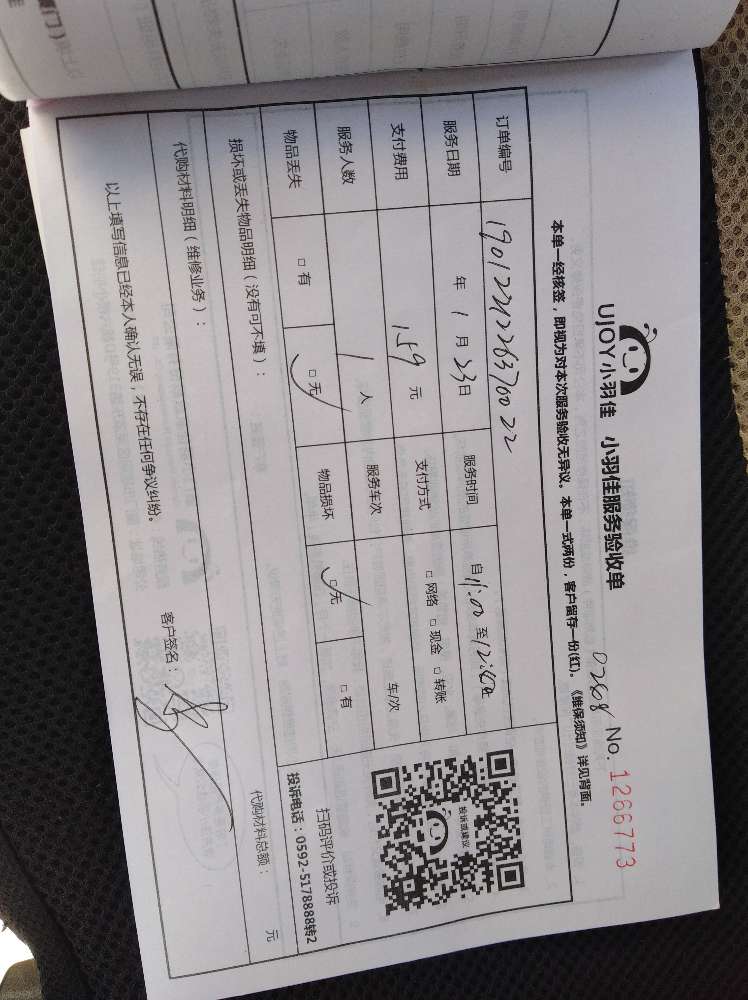 UJOY小羽佳 小羽佳服务验收单 0268 No. 1266773
本单一经核签，即视为对本次服务验收无异议。本单一式两份，客户留存一份(红)。《维保须知》详见背面。
订单编号
服务日期 年 1 月 23 日 服务时间 自 11:00 至
支付费用 159 元 支付方式 □网络 □现金 □转账
服务人数 1 人 服务车次 车/次
物品丢失 □有 □无 物品损坏 □无 □有
投诉或建议
扫码评价或投诉
投诉电话：0592-5178888转2
损坏或丢失物品明细（没有可不填）：
代购材料明细（维修业务）： 代购材料总额： 元
以上填写信息已经本人确认无误，不存在任何争议纠纷。 客户签名：